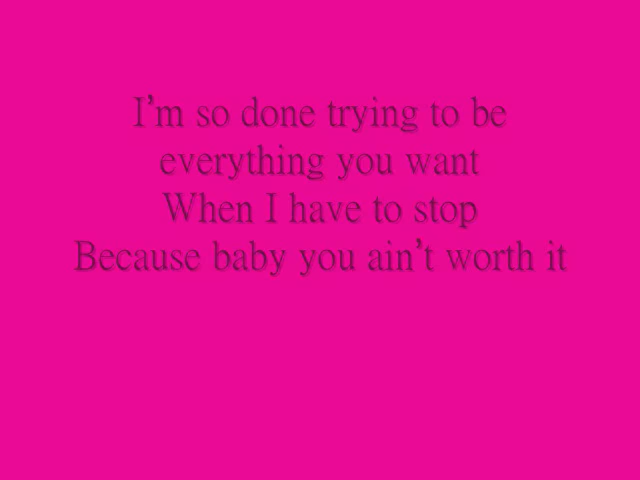 I'm so done trying to be
everything you want
When I have to stop
Because baby you ain't worth it